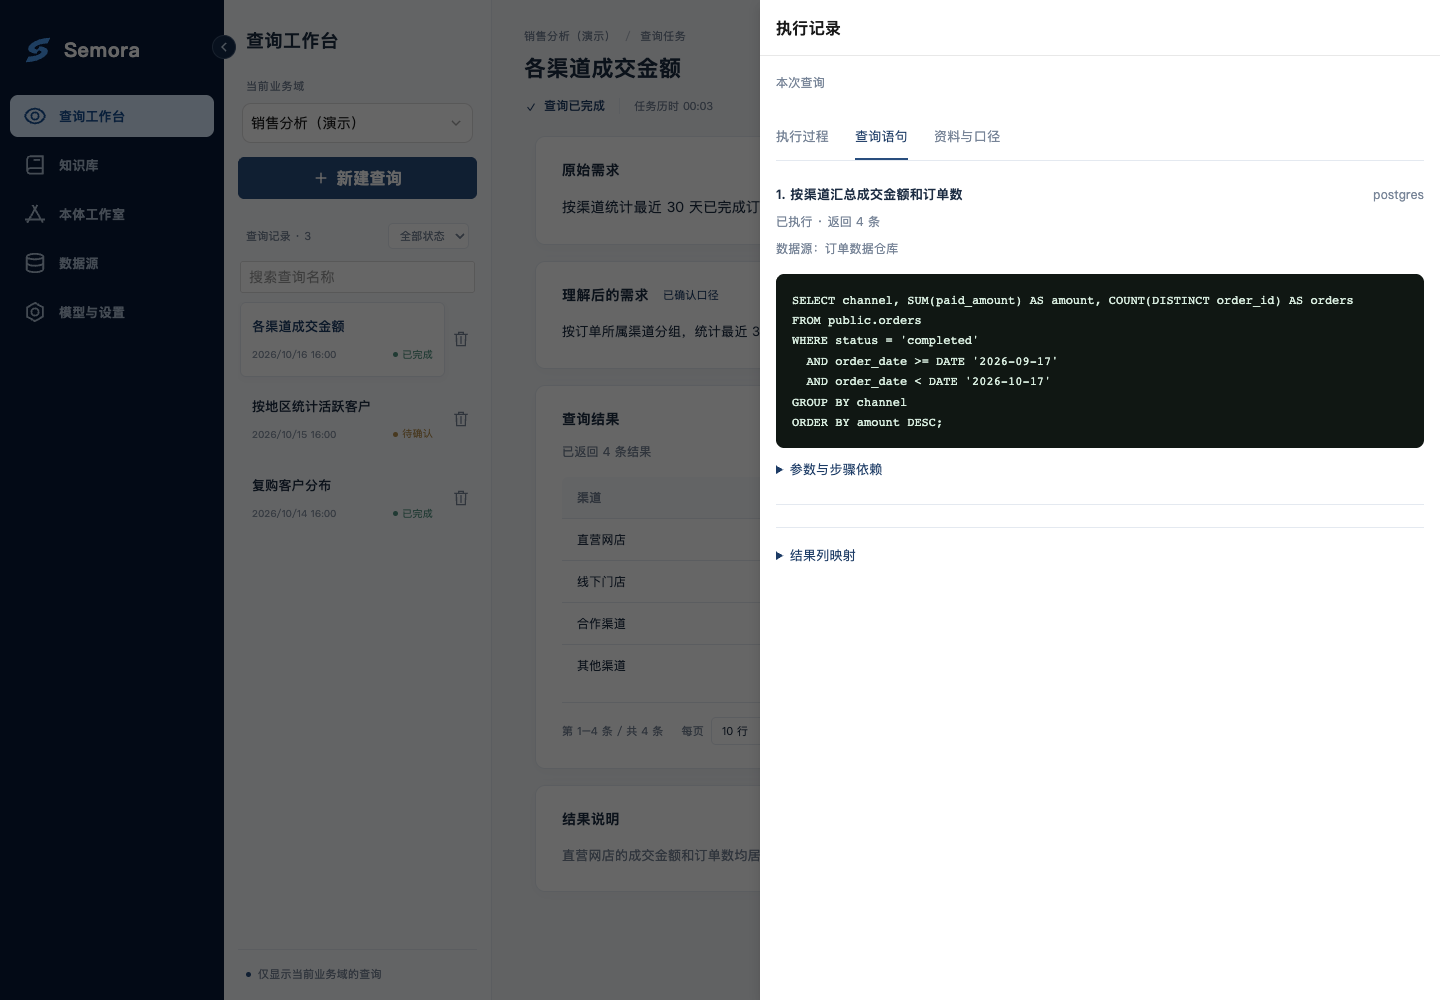 Semora
查询工作台
知识库
本体工作室
数据源
模型与设置
查询工作台
当前业务域
销售分析（演示）
+ 新建查询
查询记录 · 3
全部状态
搜索查询名称
各渠道成交金额
2026/10/16 16:00
已完成
按地区统计活跃客户
2026/10/15 16:00
待确认
复购客户分布
2026/10/14 16:00
已完成
仅显示当前业务域的查询
销售分析（演示） / 查询任务
各渠道成交金额
查询已完成
任务历时 00:03
原始需求
按渠道统计最近 30 天已完成订
理解后的需求
已确认口径
按订单所属渠道分组，统计最近 3
查询结果
已返回 4 条结果
渠道
直营网店
线下门店
合作渠道
其他渠道
第 1–4 条 / 共 4 条
每页
10 行
结果说明
直营网店的成交金额和订单数均居
执行记录
本次查询
执行过程
查询语句
资料与口径
1. 按渠道汇总成交金额和订单数
postgres
已执行 · 返回 4 条
数据源：订单数据仓库
SELECT channel, SUM(paid_amount) AS amount, COUNT(DISTINCT order_id) AS orders
FROM public.orders
WHERE status = 'completed'
  AND order_date >= DATE '2026-09-17'
  AND order_date < DATE '2026-10-17'
GROUP BY channel
ORDER BY amount DESC;
参数与步骤依赖
结果列映射